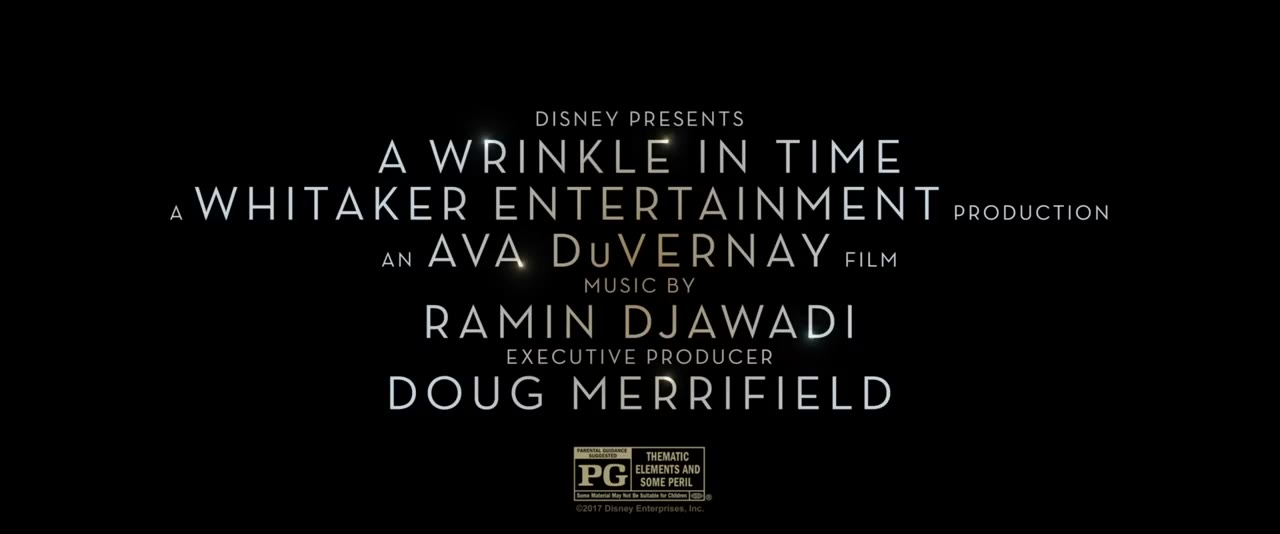 DISNEY PRESENTS
A WRINKLE IN TIME
A WHITAKER ENTERTAINMENT PRODUCTION
AN AVA DuVERNAY FILM
MUSIC BY
RAMIN DJAWADI
EXECUTIVE PRODUCER
DOUG MERRIFIELD
PARENTAL GUIDANCE SUGGESTED
PG
THEMATIC
ELEMENTS AND
SOME PERIL
Some Material May Not Be Suitable for Children
®
©2017 Disney Enterprises, Inc.